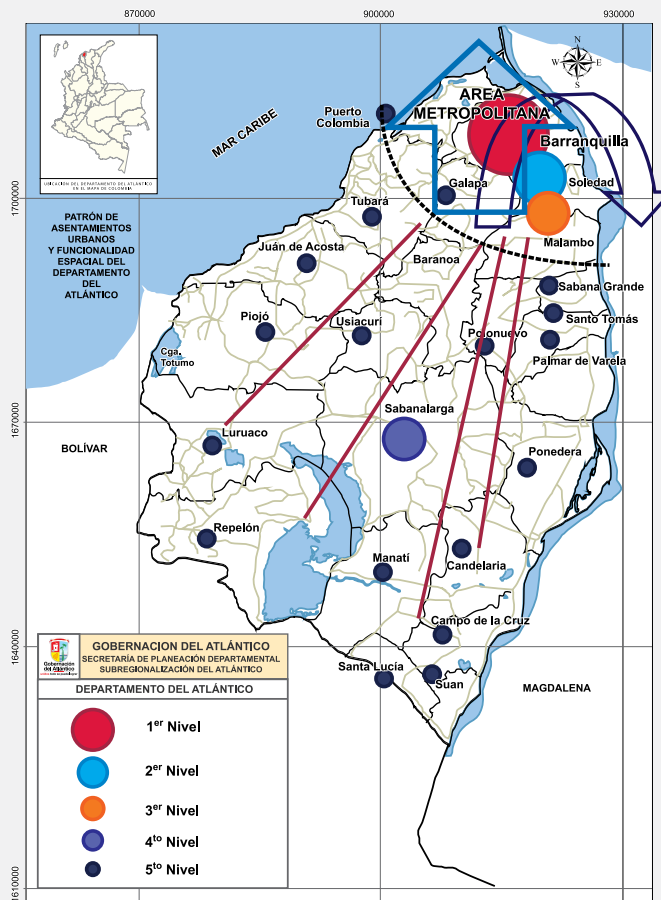 870000
900000
930000
1700000
1670000
1640000
1610000
UBICACIÓN DEL DEPARTAMENTO DEL ATLÁNTICO
EN EL MAPA DE COLOMBIA
MAR CARIBE
N
W
E
S
PATRÓN DE
ASENTAMIENTOS
URBANOS
Y FUNCIONALIDAD
ESPACIAL DEL
DEPARTAMENTO
DEL
ATLÁNTICO
AREA
METROPOLITANA
Puerto
Colombia
Barranquilla
Galapa
Soledad
Tubará
Malambo
Juán de Acosta
Baranoa
Sabana Grande
Piojó
Usiacurí
Santo Tomás
Polonuevo
Palmar de Varela
Cga.
Totumo
Sabanalarga
Luruaco
BOLÍVAR
Ponedera
Repelón
Manatí
Candelaria
Campo de la Cruz
Santa Lucía
Suan
MAGDALENA
Gobernación
del Atlántico
GOBERNACION DEL ATLÁNTICO
SECRETARÍA DE PLANEACIÓN DEPARTAMENTAL
SUBREGIONALIZACIÓN DEL ATLÁNTICO
DEPARTAMENTO DEL ATLÁNTICO
1er Nivel
2er Nivel
3er Nivel
4to Nivel
5to Nivel